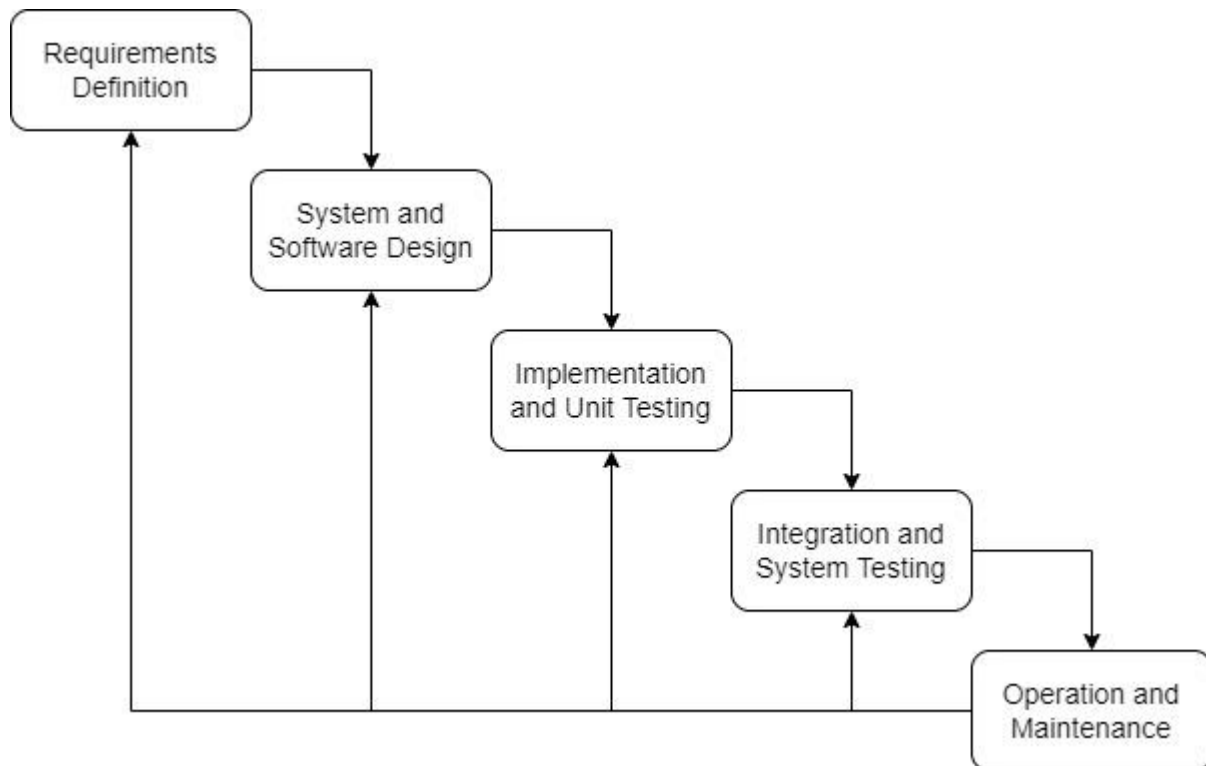 Requirements
Definition
System and
Software Design
Implementation
and Unit Testing
Integration and
System Testing
Operation and
Maintenance